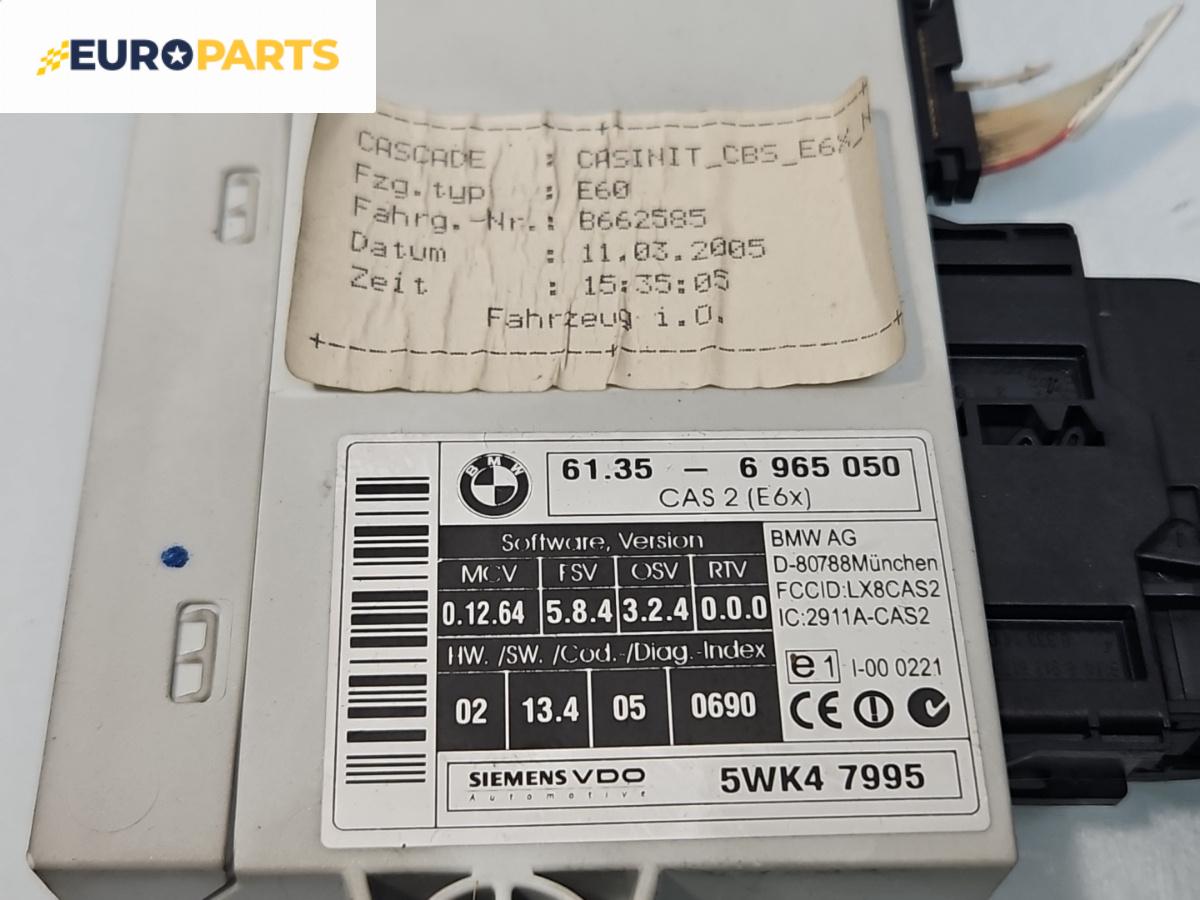 EUROPARTS
CASCADE : CASINIT_CBS_E6X_N
Fzg.typ : E60
Fahrg.-Nr.: B662585
Datum : 11.03.2005
Zeit : 15:35:05
Fahrzeug i.O.
BMW
61.35 – 6 965 050
CAS 2 (E6x)
Software, Version
MCV FSV OSV RTV
0.12.64 5.8.4 3.2.4 0.0.0
HW. /SW. /Cod.-/Diag.-Index
02 13.4 05 0690
BMW AG
D-80788München
FCCID:LX8CAS2
IC:2911A-CAS2
e1 I-00 0221
CE
SIEMENS VDO
Automotive
5WK4 7995